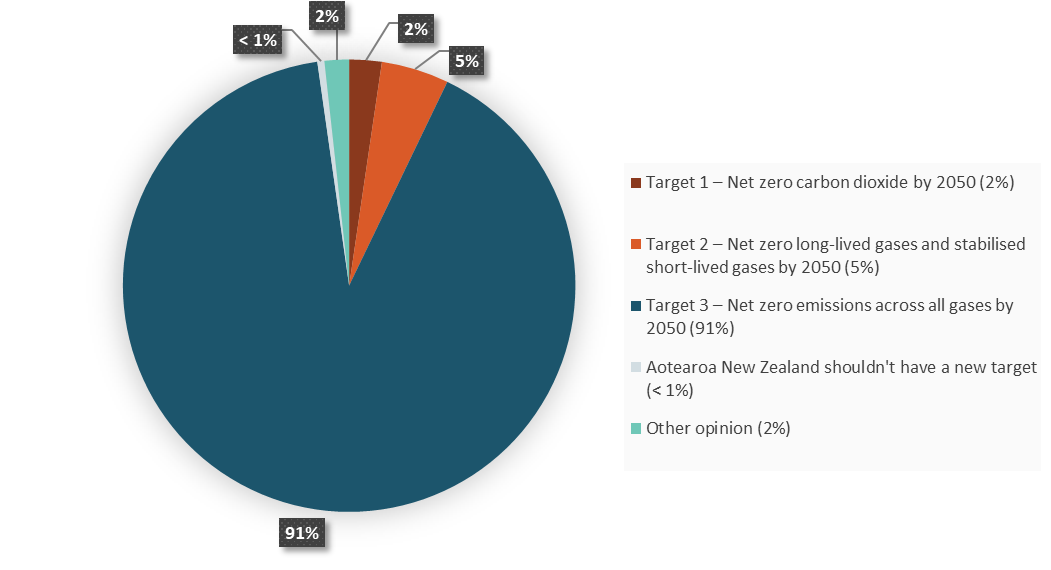 2%
2%
< 1%
5%
Target 1 – Net zero carbon dioxide by 2050 (2%)
Target 2 – Net zero long-lived gases and stabilised
short-lived gases by 2050 (5%)
Target 3 – Net zero emissions across all gases by
2050 (91%)
Aotearoa New Zealand shouldn't have a new target
(< 1%)
Other opinion (2%)
91%